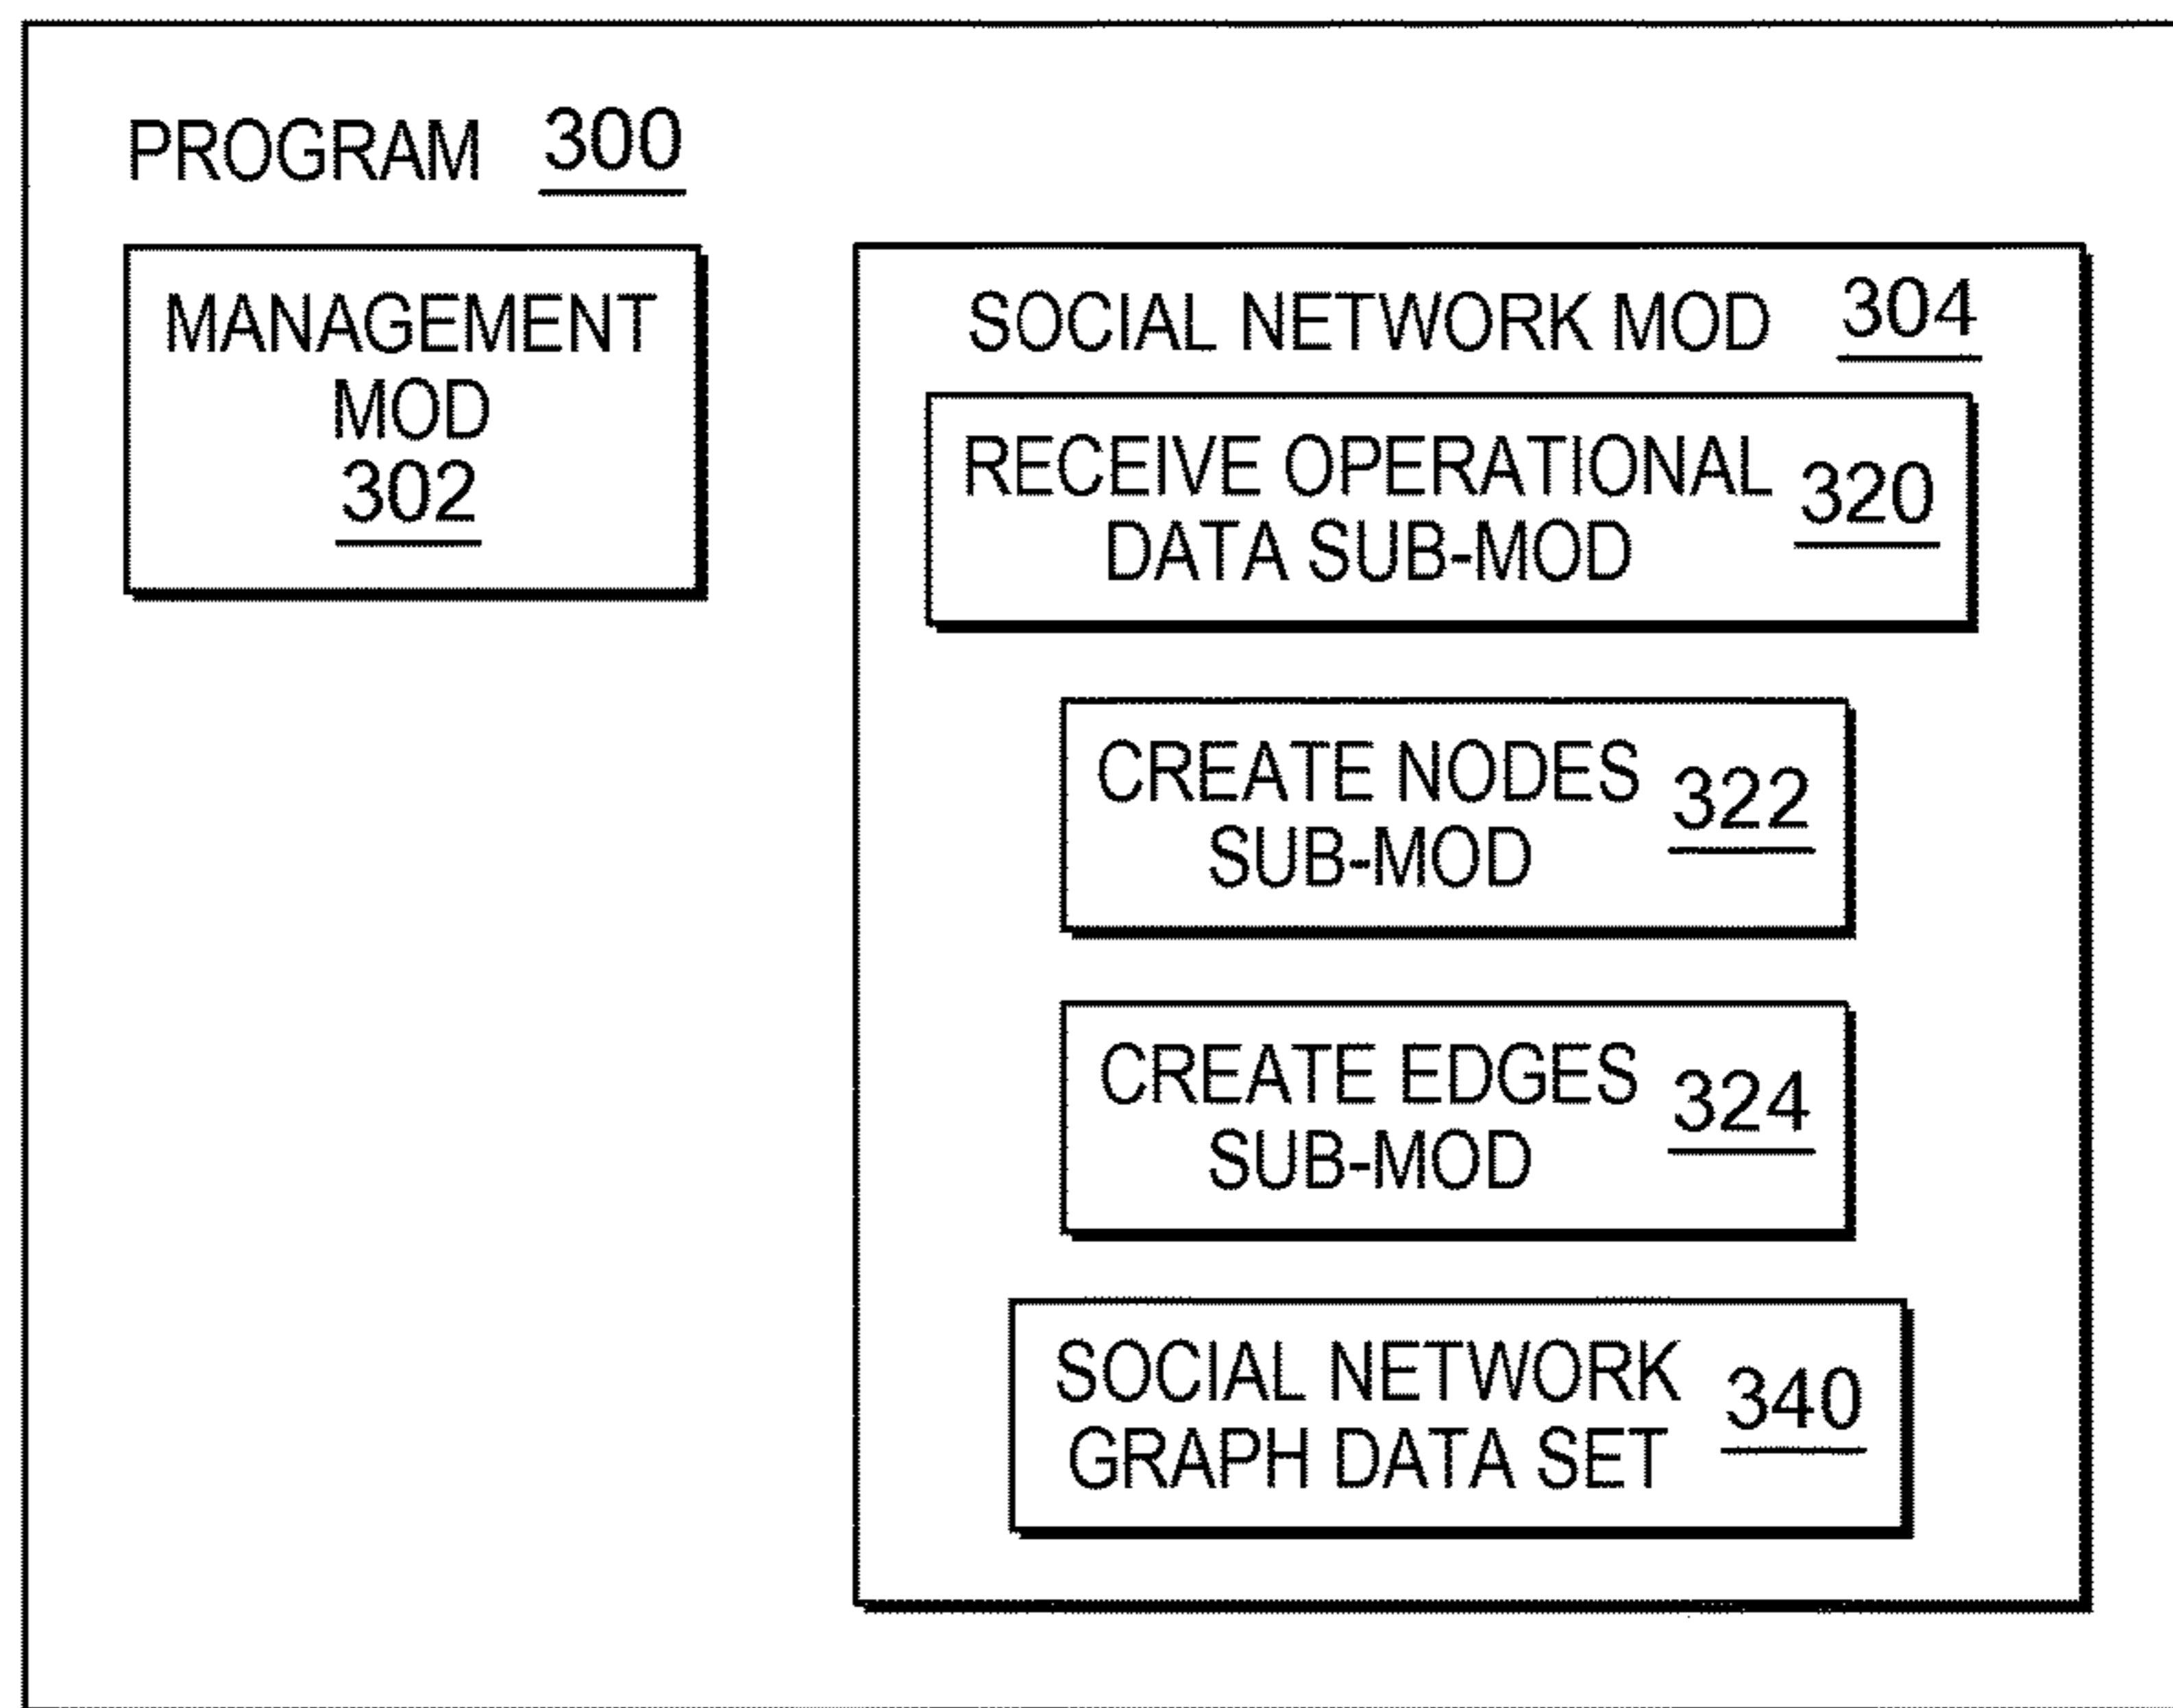 PROGRAM 300
MANAGEMENT
MOD
302
SOCIAL NETWORK MOD 304
RECEIVE OPERATIONAL 320
DATA SUB-MOD
CREATE NODES 322
SUB-MOD
CREATE EDGES 324
SUB-MOD
SOCIAL NETWORK 340
GRAPH DATA SET